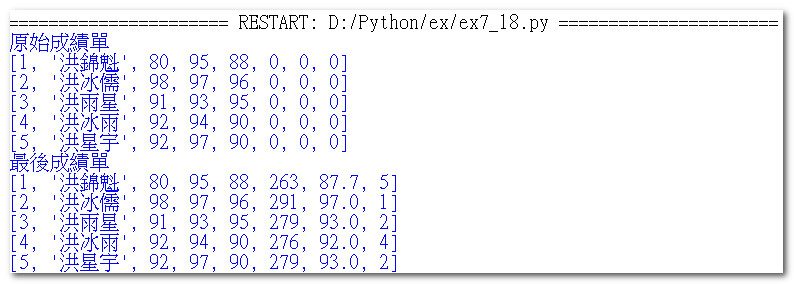 ====================== RESTART: D:/Python/ex/ex7_18.py ======================
原始成績單
[1, '洪錦魁', 80, 95, 88, 0, 0, 0]
[2, '洪冰儒', 98, 97, 96, 0, 0, 0]
[3, '洪雨星', 91, 93, 95, 0, 0, 0]
[4, '洪冰雨', 92, 94, 90, 0, 0, 0]
[5, '洪星宇', 92, 97, 90, 0, 0, 0]
最後成績單
[1, '洪錦魁', 80, 95, 88, 263, 87.7, 5]
[2, '洪冰儒', 98, 97, 96, 291, 97.0, 1]
[3, '洪雨星', 91, 93, 95, 279, 93.0, 2]
[4, '洪冰雨', 92, 94, 90, 276, 92.0, 4]
[5, '洪星宇', 92, 97, 90, 279, 93.0, 2]